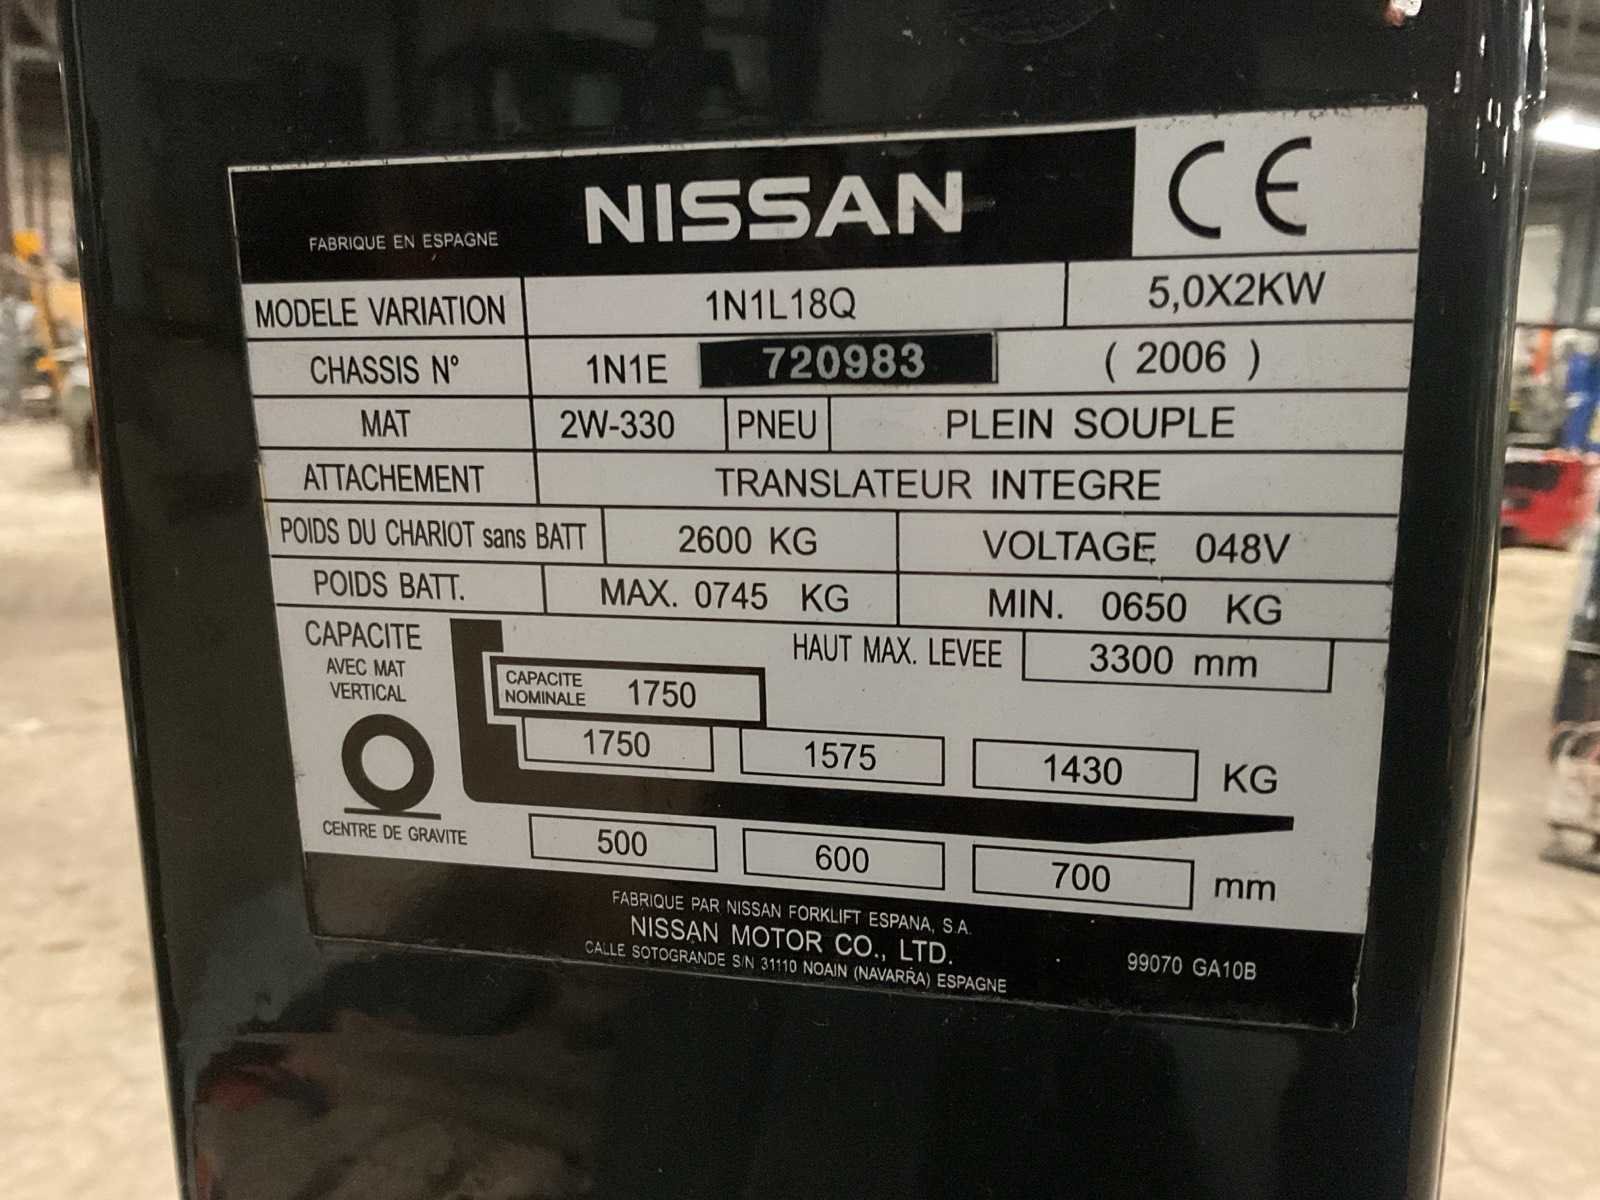 NISSAN
CE
FABRIQUE EN ESPAGNE
MODELE VARIATION 1N1L18Q 5,0X2KW
CHASSIS Nº 1N1E 720983 ( 2006 )
MAT 2W-330 PNEU PLEIN SOUPLE
ATTACHEMENT TRANSLATEUR INTEGRE
POIDS DU CHARIOT sans BATT 2600 KG VOLTAGE 048V
POIDS BATT. MAX. 0745 KG MIN. 0650 KG
CAPACITE
AVEC MAT
VERTICAL
HAUT MAX. LEVEE 3300 mm
CAPACITE
NOMINALE 1750
1750 1575 1430 KG
CENTRE DE GRAVITE
500 600 700 mm
FABRIQUE PAR NISSAN FORKLIFT ESPANA, S.A.
NISSAN MOTOR CO., LTD.
CALLE SOTOGRANDE S/N 31110 NOAIN (NAVARRA) ESPAGNE
99070 GA10B